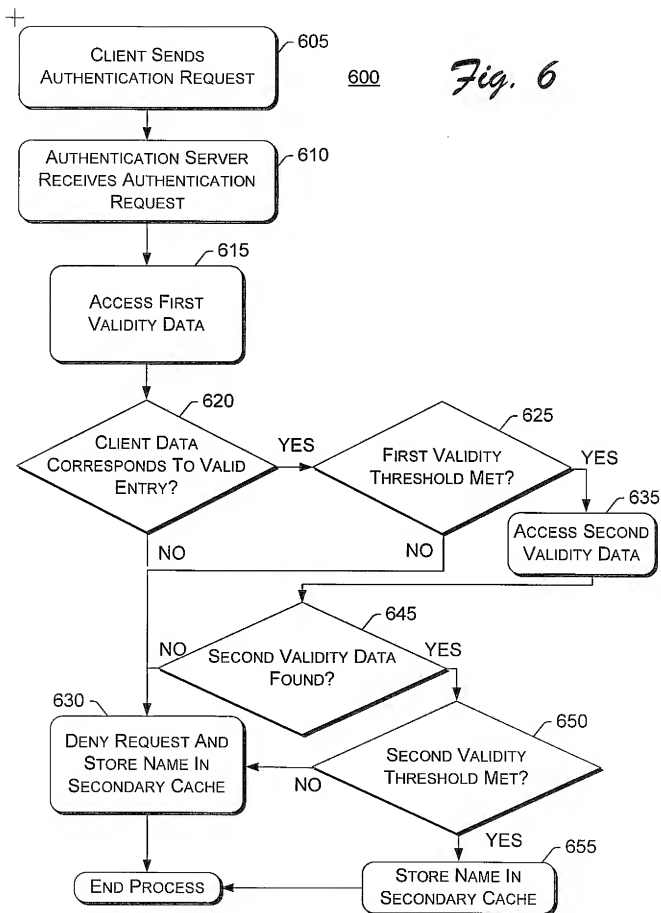 CLIENT SENDS
AUTHENTICATION REQUEST
605
600
Fig. 6
AUTHENTICATION SERVER
RECEIVES AUTHENTICATION
REQUEST
610
615
ACCESS FIRST
VALIDITY DATA
620
CLIENT DATA
CORRESPONDS TO VALID
ENTRY?
YES
625
FIRST VALIDITY
THRESHOLD MET?
YES
635
ACCESS SECOND
VALIDITY DATA
NO
NO
645
NO
SECOND VALIDITY DATA
FOUND?
YES
630
DENY REQUEST AND
STORE NAME IN
SECONDARY CACHE
650
SECOND VALIDITY
THRESHOLD MET?
NO
YES
655
STORE NAME IN
SECONDARY CACHE
END PROCESS